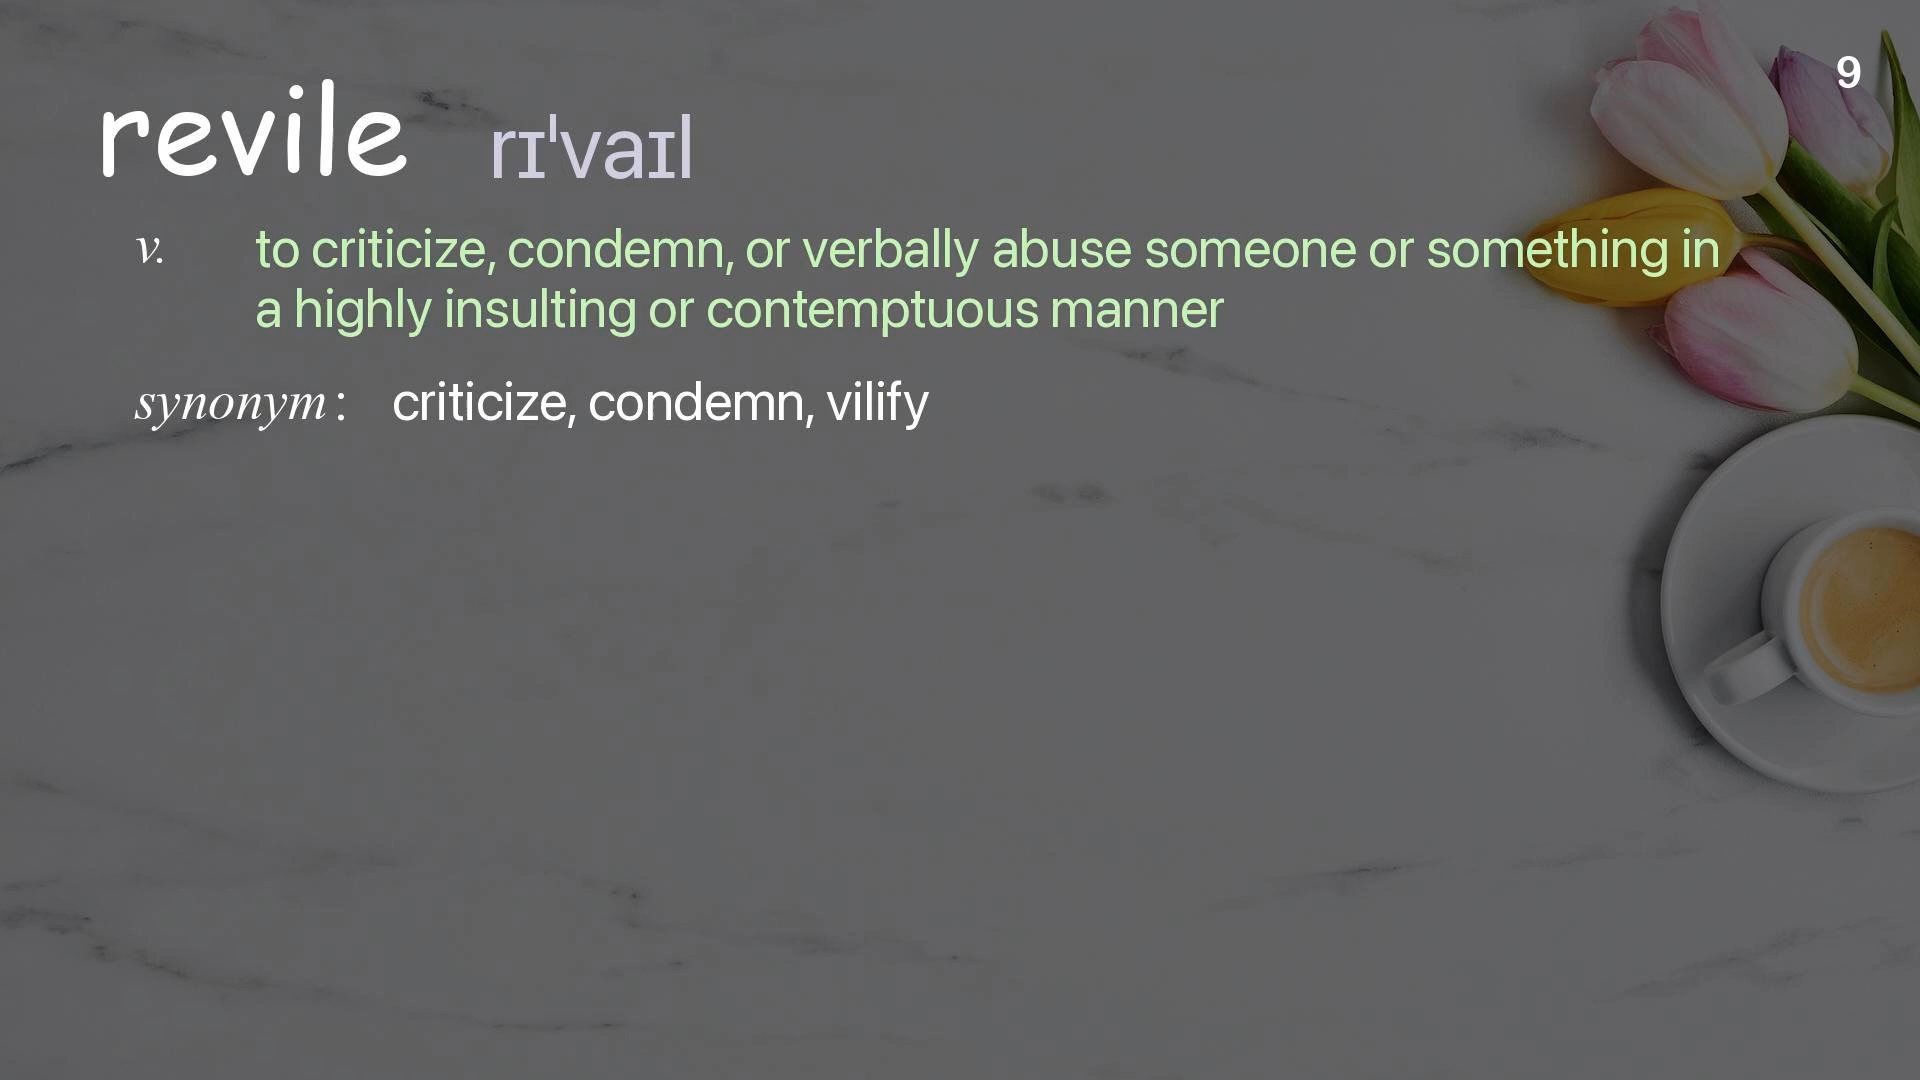 9
revile rɪˈvaɪl
v. to criticize, condemn, or verbally abuse someone or something in
a highly insulting or contemptuous manner
synonym : criticize, condemn, vilify